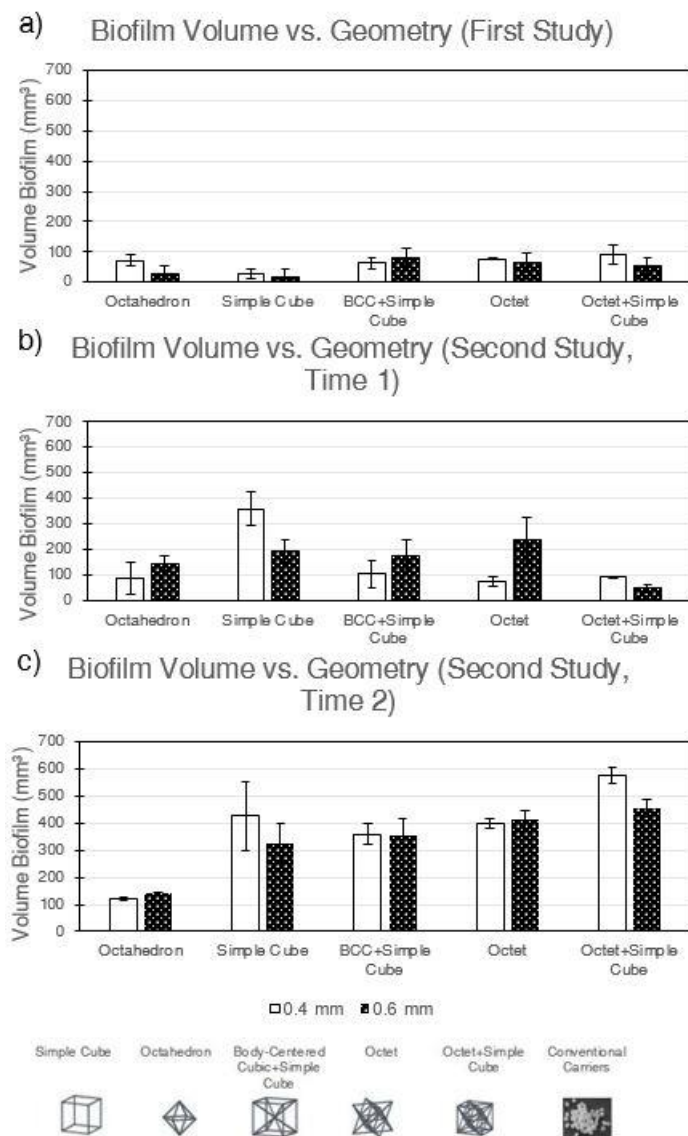 a) Biofilm Volume vs. Geometry (First Study)
Volume Biofilm (mm³)
700
600
500
400
300
200
100
0
Octahedron Simple Cube BCC+Simple Cube Octet Octet+Simple Cube
b) Biofilm Volume vs. Geometry (Second Study,
Time 1)
Volume Biofilm (mm³)
700
600
500
400
300
200
100
0
Octahedron Simple Cube BCC+Simple Cube Octet Octet+Simple Cube
c) Biofilm Volume vs. Geometry (Second Study,
Time 2)
Volume Biofilm (mm³)
700
600
500
400
300
200
100
0
Octahedron Simple Cube BCC+Simple Cube Octet Octet+Simple Cube
0.4 mm 0.6 mm
Simple Cube Octahedron Body-Centered Cubic+Simple Cube Octet Octet+Simple Cube Conventional Carriers